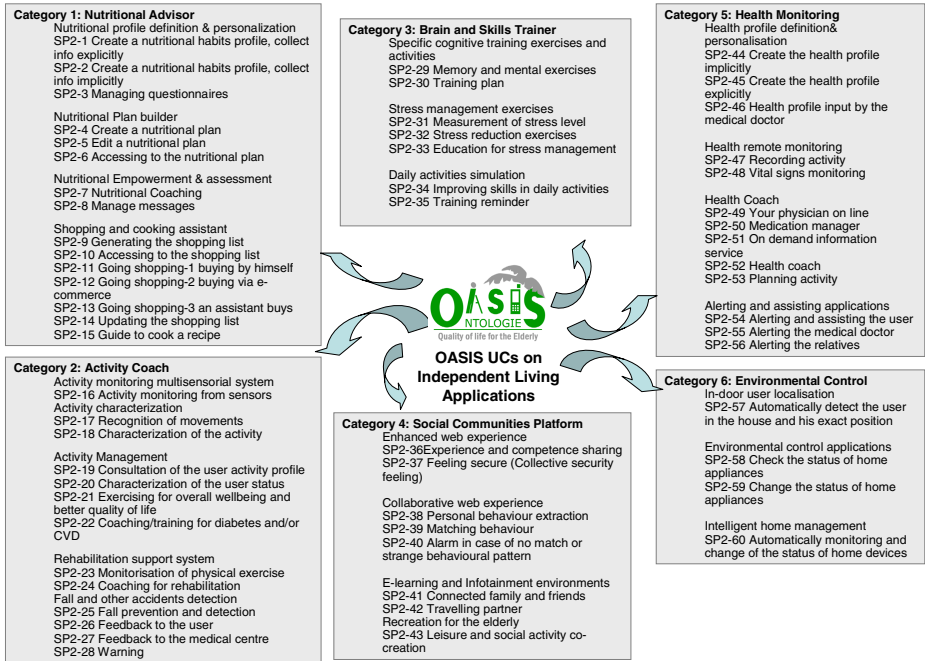 Category 1: Nutritional Advisor
Nutritional profile definition & personalization
SP2-1 Create a nutritional habits profile, collect
info explicitly
SP2-2 Create a nutritional habits profile, collect
info implicitly
SP2-3 Managing questionnaires
Nutritional Plan builder
SP2-4 Create a nutritional plan
SP2-5 Edit a nutritional plan
SP2-6 Accessing to the nutritional plan
Nutritional Empowerment & assessment
SP2-7 Nutritional Coaching
SP2-8 Manage messages
Shopping and cooking assistant
SP2-9 Generating the shopping list
SP2-10 Accessing to the shopping list
SP2-11 Going shopping-1 buying by himself
SP2-12 Going shopping-2 buying via e-
commerce
SP2-13 Going shopping-3 an assistant buys
SP2-14 Updating the shopping list
SP2-15 Guide to cook a recipe
Category 2: Activity Coach
Activity monitoring multisensorial system
SP2-16 Activity monitoring from sensors
Activity characterization
SP2-17 Recognition of movements
SP2-18 Characterization of the activity
Activity Management
SP2-19 Consultation of the user activity profile
SP2-20 Characterization of the user status
SP2-21 Exercising for overall wellbeing and
better quality of life
SP2-22 Coaching/training for diabetes and/or
CVD
Rehabilitation support system
SP2-23 Monitorisation of physical exercise
SP2-24 Coaching for rehabilitation
Fall and other accidents detection
SP2-25 Fall prevention and detection
SP2-26 Feedback to the user
SP2-27 Feedback to the medical centre
SP2-28 Warning
Category 3: Brain and Skills Trainer
Specific cognitive training exercises and
activities
SP2-29 Memory and mental exercises
SP2-30 Training plan
Stress management exercises
SP2-31 Measurement of stress level
SP2-32 Stress reduction exercises
SP2-33 Education for stress management
Daily activities simulation
SP2-34 Improving skills in daily activities
SP2-35 Training reminder
OASIS
NTOLOGIE
Quality of life for the Elderly
OASIS UCs on
Independent Living
Applications
Category 4: Social Communities Platform
Enhanced web experience
SP2-36Experience and competence sharing
SP2-37 Feeling secure (Collective security
feeling)
Collaborative web experience
SP2-38 Personal behaviour extraction
SP2-39 Matching behaviour
SP2-40 Alarm in case of no match or
strange behavioural pattern
E-learning and Infotainment environments
SP2-41 Connected family and friends
SP2-42 Travelling partner
Recreation for the elderly
SP2-43 Leisure and social activity co-
creation
Category 5: Health Monitoring
Health profile definition&
personalisation
SP2-44 Create the health profile
implicitly
SP2-45 Create the health profile
explicitly
SP2-46 Health profile input by the
medical doctor
Health remote monitoring
SP2-47 Recording activity
SP2-48 Vital signs monitoring
Health Coach
SP2-49 Your physician on line
SP2-50 Medication manager
SP2-51 On demand information
service
SP2-52 Health coach
SP2-53 Planning activity
Alerting and assisting applications
SP2-54 Alerting and assisting the user
SP2-55 Alerting the medical doctor
SP2-56 Alerting the relatives
Category 6: Environmental Control
In-door user localisation
SP2-57 Automatically detect the user
in the house and his exact position
Environmental control applications
SP2-58 Check the status of home
appliances
SP2-59 Change the status of home
appliances
Intelligent home management
SP2-60 Automatically monitoring and
change of the status of home devices